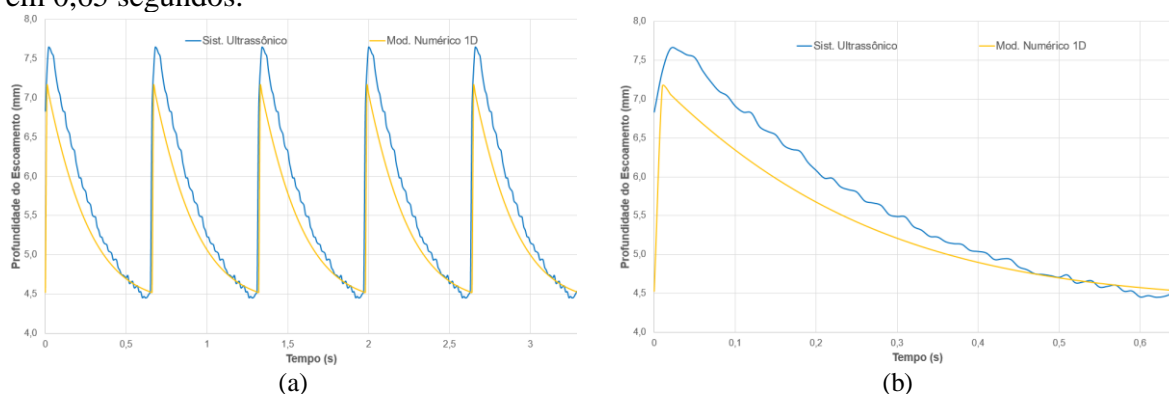 em 0,65 segundos.
Profundidade do Escoamento (mm)
8,0
7,5
7,0
6,5
6,0
5,5
5,0
4,5
4,0
Sist. Ultrassônico
Mod. Numérico 1D
0
0,5
1
1,5
2
2,5
3
Tempo (s)
(a)
Profundidade do Escoamento (mm)
8,0
7,5
7,0
6,5
6,0
5,5
5,0
4,5
4,0
Sist. Ultrassônico
Mod. Numérico 1D
0
0,1
0,2
0,3
0,4
0,5
0,6
Tempo (s)
(b)